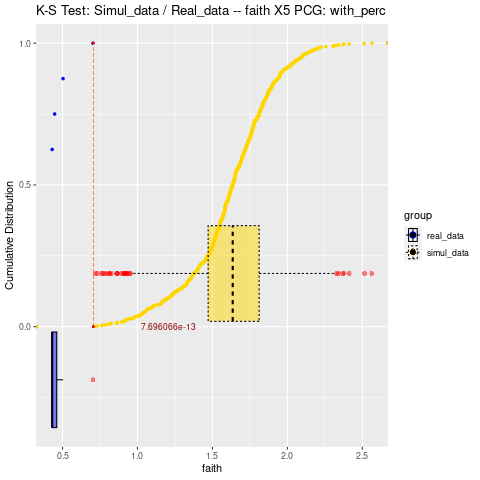 K-S Test: Simul_data / Real_data -- faith X5 PCG: with_perc
Cumulative Distribution
1.0
0.5
0.0
7.696066e-13
0.5 1.0 1.5 2.0 2.5
faith
group
real_data
simul_data